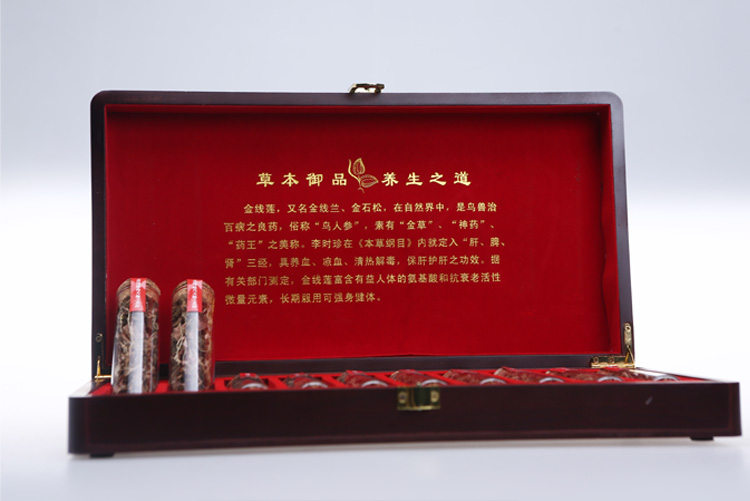 草本御品 养生之道
金线莲，又名金线兰、金石松，在自然界中，是鸟兽治
百病之良药，俗称“鸟人参”，素有“金草”、“神药”、
“药王”之美称。李时珍在《本草纲目》内就定入“肝、脾、
肾”三经，具养血、凉血、清热解毒，保肝护肝之功效。据
有关部门测定，金线莲富含有益人体的氨基酸和抗衰老活性
微量元素，长期服用可强身健体。